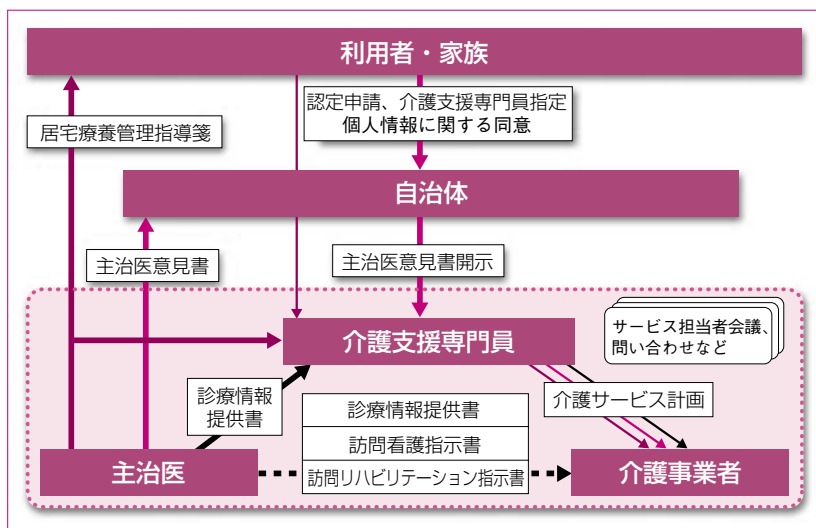 利用者・家族
認定申請、介護支援専門員指定
個人情報に関する同意
居宅療養管理指導箋
自治体
主治医意見書
主治医意見書開示
サービス担当者会議、
問い合わせなど
介護支援専門員
診療情報
提供書
診療情報提供書
訪問看護指示書
訪問リハビリテーション指示書
介護サービス計画
主治医
介護事業者